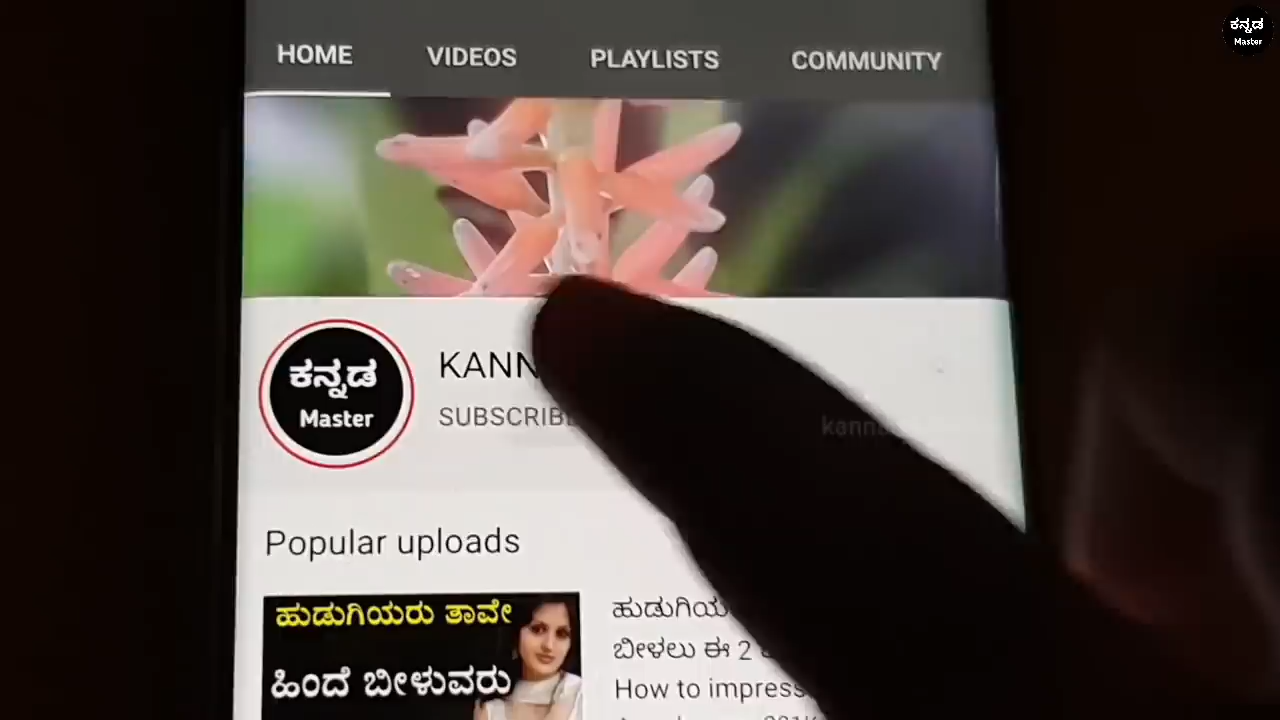 ಕನ್ನಡ
Master
HOME VIDEOS PLAYLISTS COMMUNITY
ಕನ್ನಡ
Master
SUBSCRIBE
Popular uploads
ಹುಡುಗಿಯರು ತಾವೇ
ಹಿಂದೆ ಬೀಳುವರು
ಬೀಳಲು ಈ 2
How to impress